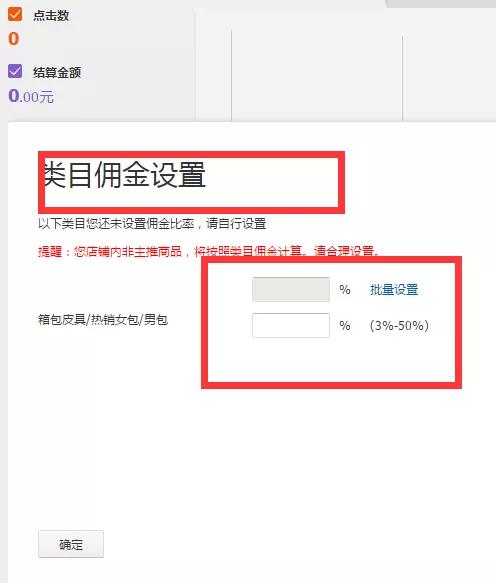 点击数
0
结算金额
0.00元
类目佣金设置
以下类目您还未设置佣金比率，请自行设置
提醒：您店铺内非主推商品，将按照类目佣金计算。请合理设置。
% 批量设置
箱包皮具/热销女包/男包 % (3%-50%)
确定